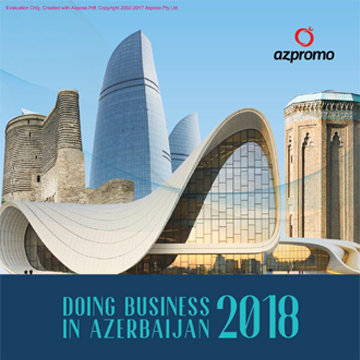 Evaluation Only. Created with Aspose.Pdf. Copyright 2002-2017 Aspose Pty Ltd.
azpromo
DOING BUSINESS
IN AZERBAIJAN 2018